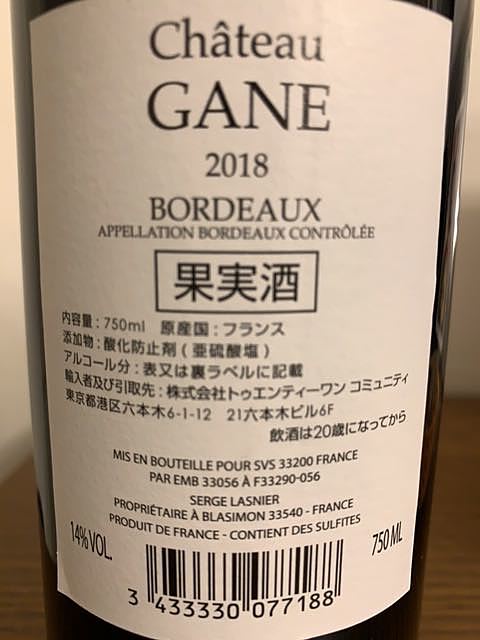 Château
GANE
2018
BORDEAUX
APPELLATION BORDEAUX CONTRÔLÉE
果実酒
内容量:750ml 原産国:フランス
添加物:酸化防止剤(亜硫酸塩)
アルコール分:表又は裏ラベルに記載
輸入者及び引取先:株式会社トゥエンティーワン コミュニティ
東京都港区六本木6-1-12 21六本木ビル6F
飲酒は20歳になってから
MIS EN BOUTEILLE POUR SVS 33200 FRANCE
PAR EMB 33056 À F33290-056
SERGE LASNIER
PROPRIÉTAIRE À BLASIMON 33540 - FRANCE
PRODUIT DE FRANCE - CONTIENT DES SULFITES
14% VOL.
750 ML
3 433330 077188